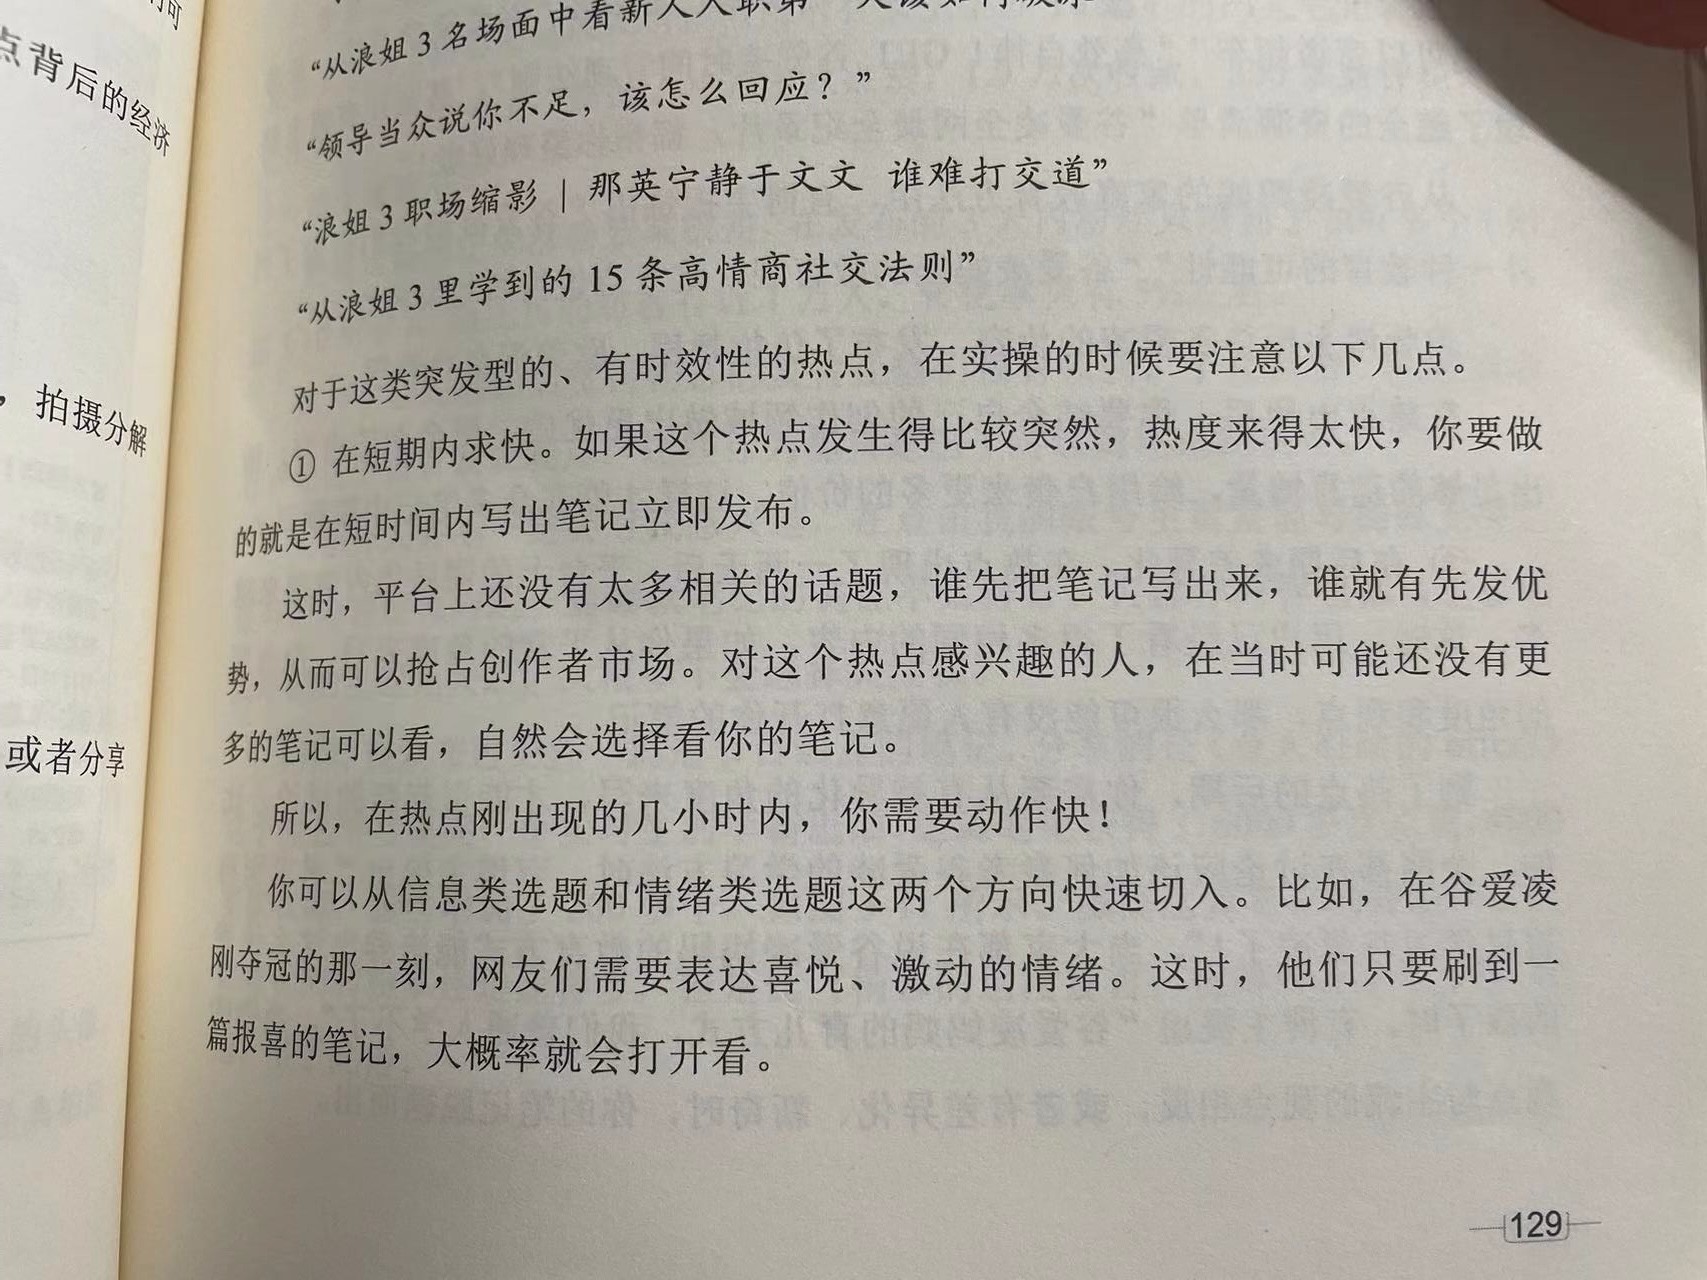 点背后的经济
，拍摄分解
或者分享
“从浪姐3名场面中看新人入职第一天该如何破冰
“领导当众说你不足，该怎么回应？”
“浪姐3职场缩影 | 那英宁静于文文 谁难打交道”
“从浪姐3里学到的15条高情商社交法则”
对于这类突发型的、有时效性的热点，在实操的时候要注意以下几点。
① 在短期内求快。如果这个热点发生得比较突然，热度来得太快，你要做
的就是在短时间内写出笔记立即发布。
这时，平台上还没有太多相关的话题，谁先把笔记写出来，谁就有先发优
势，从而可以抢占创作者市场。对这个热点感兴趣的人，在当时可能还没有更
多的笔记可以看，自然会选择看你的笔记。
所以，在热点刚出现的几小时内，你需要动作快！
你可以从信息类选题和情绪类选题这两个方向快速切入。比如，在谷爱凌
刚夺冠的那一刻，网友们需要表达喜悦、激动的情绪。这时，他们只要刷到一
篇报喜的笔记，大概率就会打开看。
129